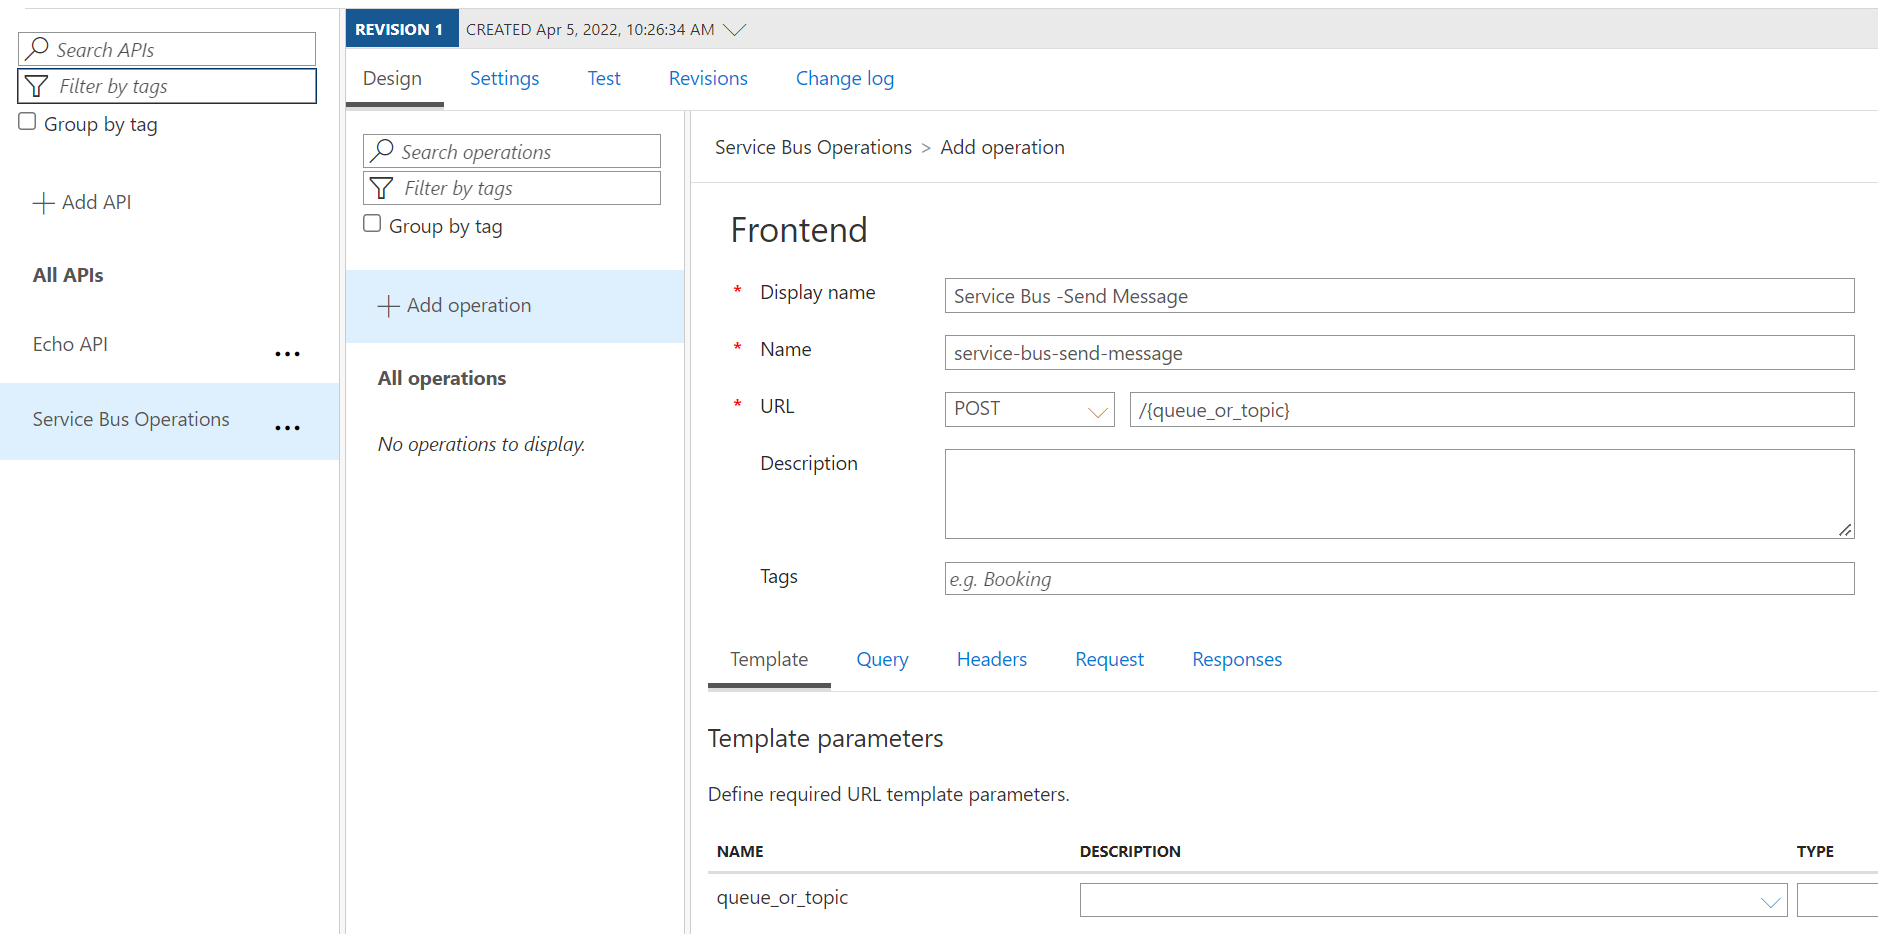 Search APIs
Filter by tags
Group by tag
Add API
All APIs
Echo API
Service Bus Operations
REVISION 1 CREATED Apr 5, 2022, 10:26:34 AM
Design Settings Test Revisions Change log
Search operations
Filter by tags
Group by tag
Add operation
All operations
No operations to display.
Service Bus Operations > Add operation
Frontend
* Display name Service Bus -Send Message
* Name service-bus-send-message
* URL POST /{queue_or_topic}
Description
Tags e.g. Booking
Template Query Headers Request Responses
Template parameters
Define required URL template parameters.
NAME DESCRIPTION TYPE
queue_or_topic